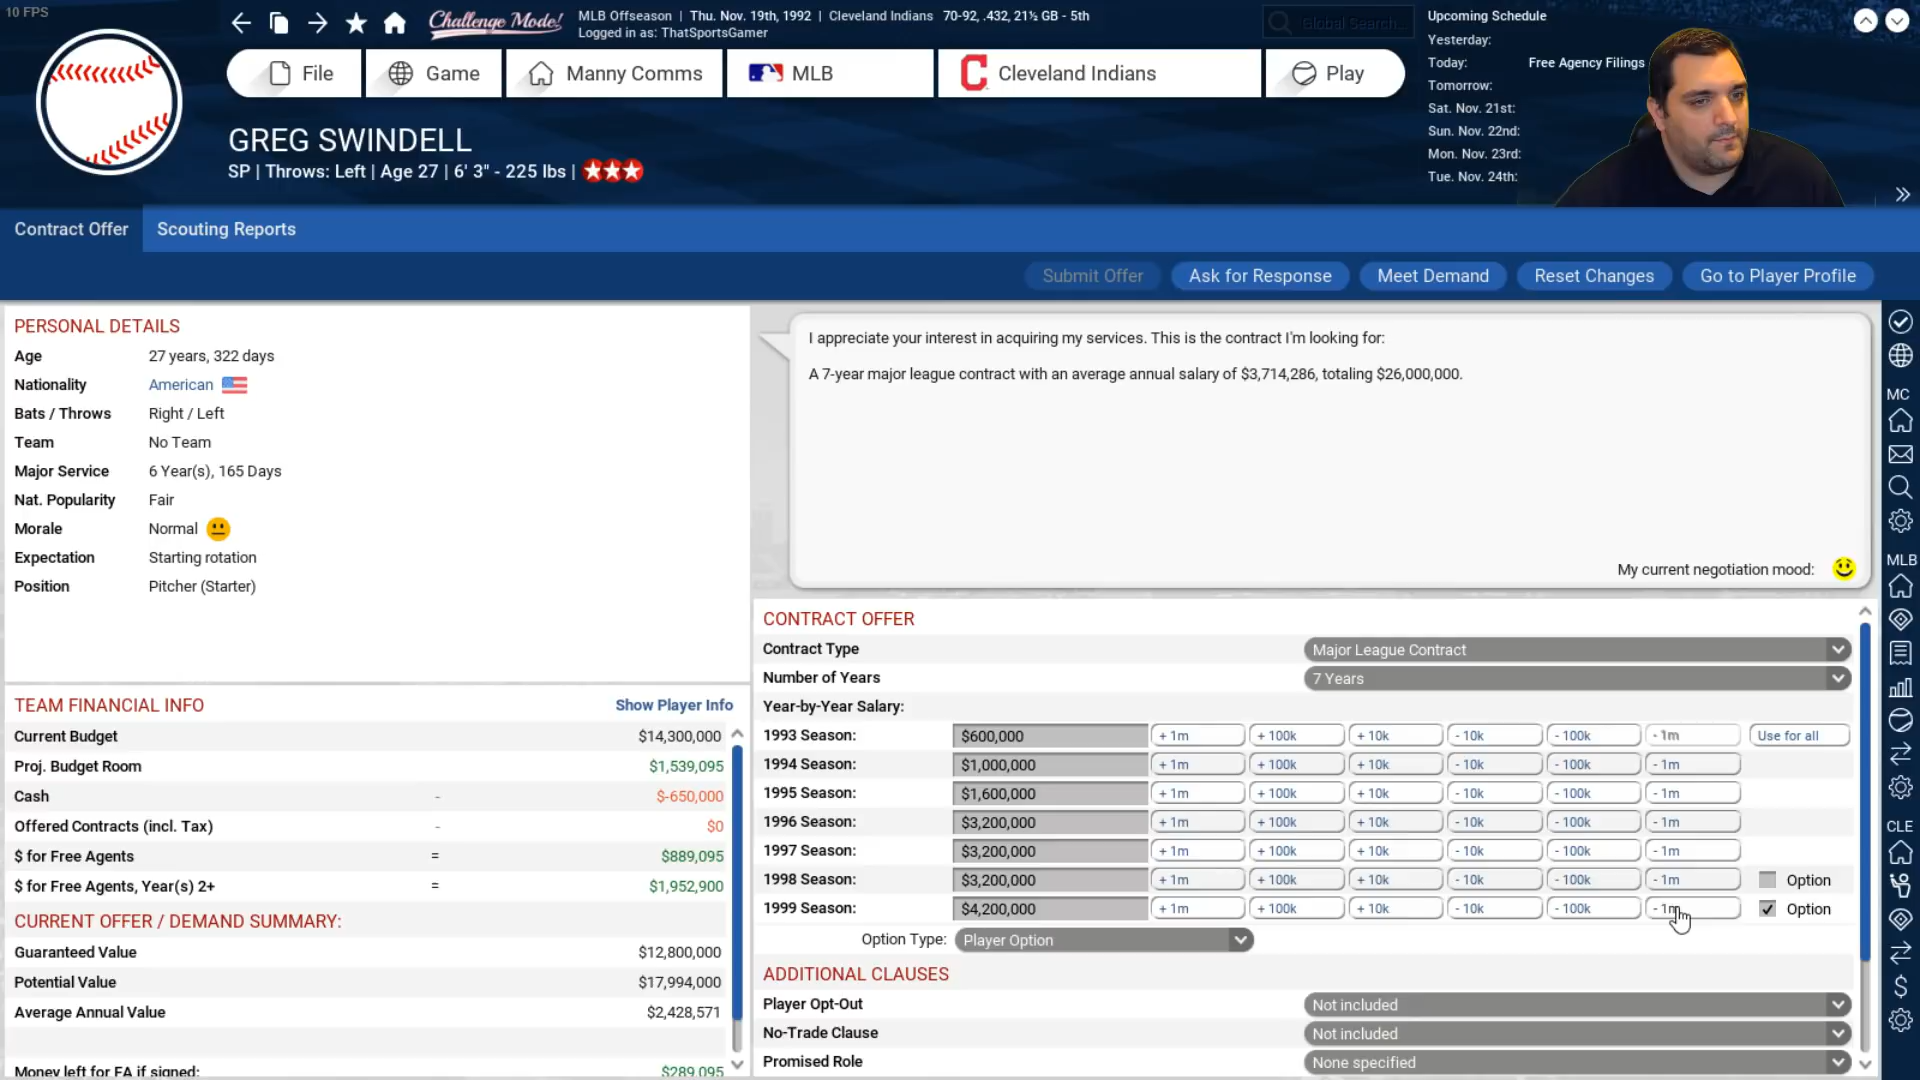 10 FPS
Challenge Mode!
MLB Offseason | Thu. Nov. 19th, 1992 | Cleveland Indians 70-92, .432, 21½ GB - 5th
Logged in as: ThatSportsGamer
Global Search...
Upcoming Schedule
Yesterday:
Today: Free Agency Filings
Tomorrow:
Sat. Nov. 21st:
Sun. Nov. 22nd:
Mon. Nov. 23rd:
Tue. Nov. 24th:
File
Game
Manny Comms
MLB
Cleveland Indians
Play
GREG SWINDELL
SP | Throws: Left | Age 27 | 6' 3" - 225 lbs |
Contract Offer
Scouting Reports
Submit Offer
Ask for Response
Meet Demand
Reset Changes
Go to Player Profile
PERSONAL DETAILS
Age 27 years, 322 days
Nationality American
Bats / Throws Right / Left
Team No Team
Major Service 6 Year(s), 165 Days
Nat. Popularity Fair
Morale Normal
Expectation Starting rotation
Position Pitcher (Starter)
I appreciate your interest in acquiring my services. This is the contract I'm looking for:
A 7-year major league contract with an average annual salary of $3,714,286, totaling $26,000,000.
My current negotiation mood:
TEAM FINANCIAL INFO Show Player Info
Current Budget $14,300,000
Proj. Budget Room $1,539,095
Cash - $-650,000
Offered Contracts (incl. Tax) - $0
$ for Free Agents = $889,095
$ for Free Agents, Year(s) 2+ = $1,952,900
CURRENT OFFER / DEMAND SUMMARY:
Guaranteed Value $12,800,000
Potential Value $17,994,000
Average Annual Value $2,428,571
Money left for FA if signed: $289,095
CONTRACT OFFER
Contract Type Major League Contract
Number of Years 7 Years
Year-by-Year Salary:
1993 Season: $600,000 + 1m + 100k + 10k - 10k - 100k - 1m Use for all
1994 Season: $1,000,000 + 1m + 100k + 10k - 10k - 100k - 1m
1995 Season: $1,600,000 + 1m + 100k + 10k - 10k - 100k - 1m
1996 Season: $3,200,000 + 1m + 100k + 10k - 10k - 100k - 1m
1997 Season: $3,200,000 + 1m + 100k + 10k - 10k - 100k - 1m
1998 Season: $3,200,000 + 1m + 100k + 10k - 10k - 100k - 1m Option
1999 Season: $4,200,000 + 1m + 100k + 10k - 10k - 100k - 1m Option
Option Type: Player Option
ADDITIONAL CLAUSES
Player Opt-Out Not included
No-Trade Clause Not included
Promised Role None specified
MC
MLB
CLE